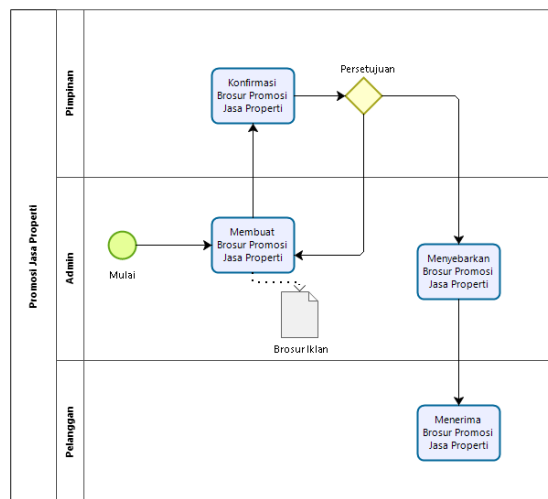 Promosi Jasa Properti
Pimpinan
Konfirmasi
Brosur Promosi
Jasa Properti
Persetujuan
Admin
Mulai
Membuat
Brosur Promosi
Jasa Properti
Brosur Iklan
Menyebarkan
Brosur Promosi
Jasa Properti
Pelanggan
Menerima
Brosur Promosi
Jasa Properti